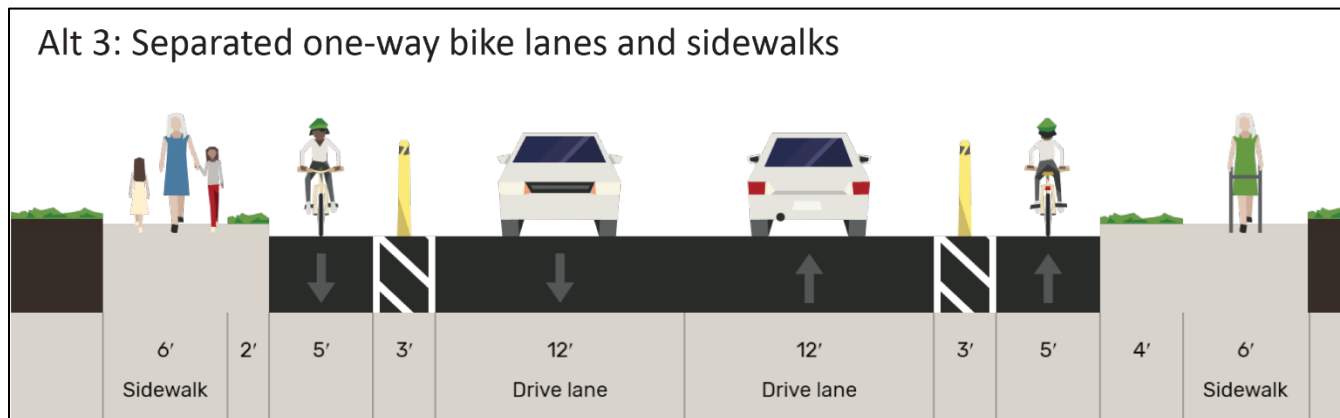 Alt 3: Separated one-way bike lanes and sidewalks
6′ 2′ 5′ 3′ 12′ 12′ 3′ 5′ 4′ 6′
Sidewalk Drive lane Drive lane Sidewalk